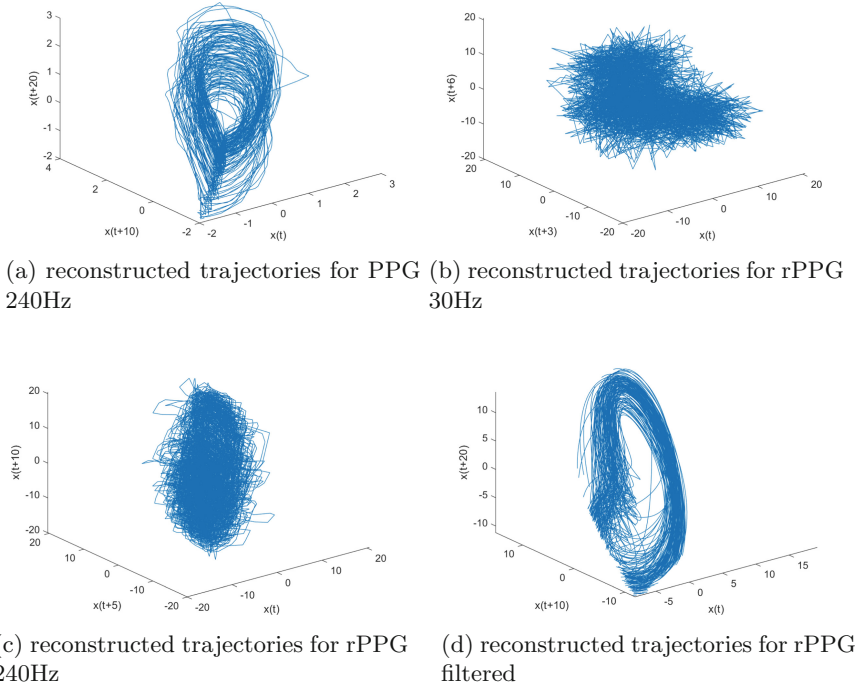 3
2
1
0
-1
-2
x(t+20)
4
2
0
-2
x(t+10)
-2
-1
0
1
2
3
x(t)
20
10
0
-10
-20
x(t+6)
20
10
0
-10
-20
x(t+3)
-20
-10
0
10
20
x(t)
(a) reconstructed trajectories for PPG
240Hz
(b) reconstructed trajectories for rPPG
30Hz
20
10
0
-10
-20
x(t+10)
20
10
0
-10
-20
x(t+5)
-20
-10
0
10
20
x(t)
10
5
0
-5
-10
x(t+20)
10
0
-10
x(t+10)
-5
0
5
10
15
x(t)
(c) reconstructed trajectories for rPPG
240Hz
(d) reconstructed trajectories for rPPG
filtered